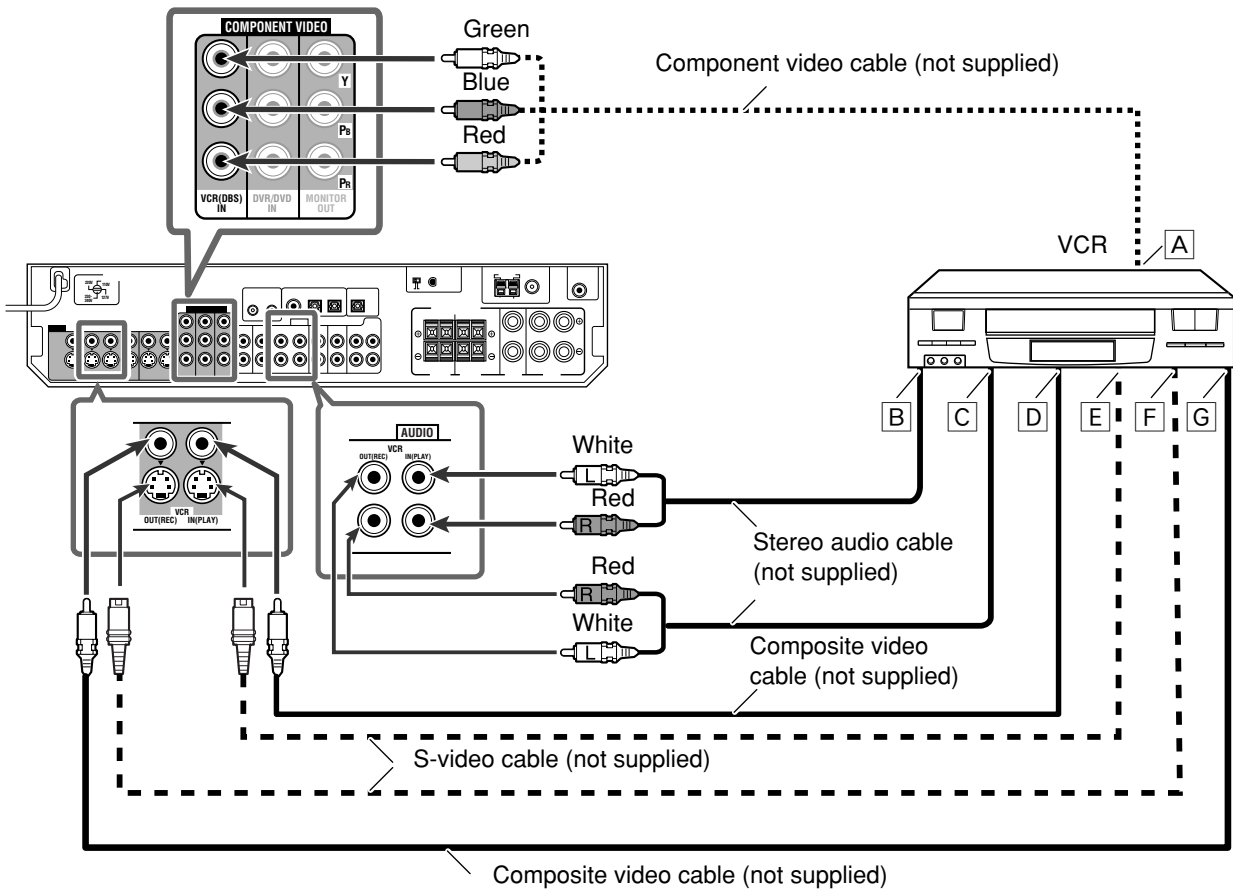 COMPONENT VIDEO
Y
PB
PR
VCR(DBS) IN
DVR/DVD IN
MONITOR OUT
Green
Blue
Red
Component video cable (not supplied)
VCR
A
B
C
D
E
F
G
VCR
OUT(REC) IN(PLAY)
AUDIO
VCR
OUT(REC) IN(PLAY)
White
L
Red
R
Stereo audio cable
(not supplied)
Red
R
White
L
Composite video
cable (not supplied)
S-video cable (not supplied)
Composite video cable (not supplied)